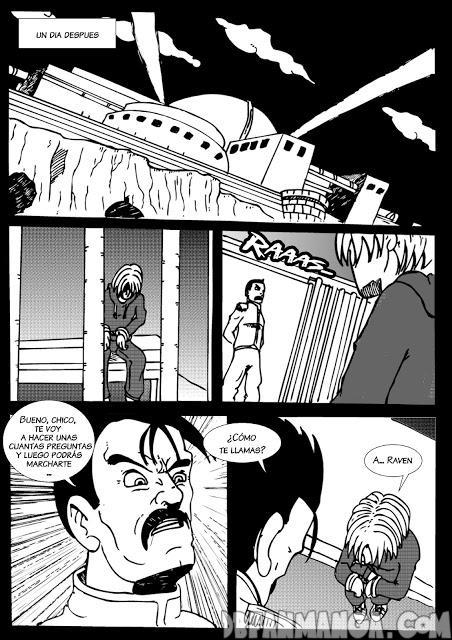 UN DIA DESPUES
RAAAS...
BUENO, CHICO,
TE VOY
A HACER UNAS
CUANTAS PREGUNTAS
Y LUEGO PODRÁS
MARCHARTE
...
¿CÓMO
TE LLAMAS?
A... RAVEN
DBFANMANGA.COM